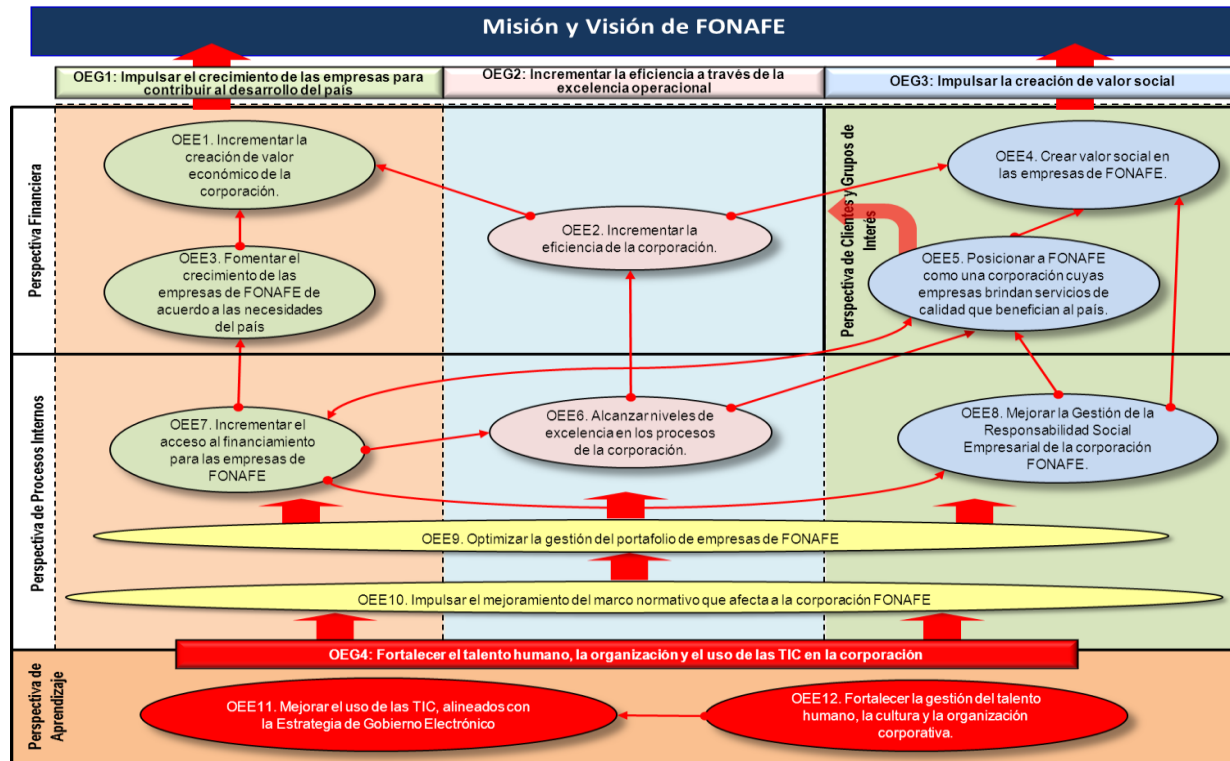 Misión y Visión de FONAFE
OEG1: Impulsar el crecimiento de las empresas para
contribuir al desarrollo del país
OEG2: Incrementar la eficiencia a través de la
excelencia operacional
OEG3: Impulsar la creación de valor social
Perspectiva Financiera
OEE1. Incrementar la
creación de valor
económico de la
corporación.
OEE2. Incrementar la
eficiencia de la corporación.
OEE3. Fomentar el
crecimiento de las
empresas de FONAFE de
acuerdo a las necesidades
del país
Perspectiva de Clientes y Grupos de
Interés
OEE4. Crear valor social en
las empresas de FONAFE.
OEE5. Posicionar a FONAFE
como una corporación cuyas
empresas brindan servicios de
calidad que benefician al país.
Perspectiva de Procesos Internos
OEE7. Incrementar el
acceso al financiamiento
para las empresas de
FONAFE
OEE6. Alcanzar niveles de
excelencia en los procesos
de la corporación.
OEE8. Mejorar la Gestión de la
Responsabilidad Social
Empresarial de la corporación
FONAFE.
OEE9. Optimizar la gestión del portafolio de empresas de FONAFE
OEE10. Impulsar el mejoramiento del marco normativo que afecta a la corporación FONAFE
OEG4: Fortalecer el talento humano, la organización y el uso de las TIC en la corporación
Perspectiva de
Aprendizaje
OEE11. Mejorar el uso de las TIC, alineados con
la Estrategia de Gobierno Electrónico
OEE12. Fortalecer la gestión del talento
humano, la cultura y la organización
corporativa.